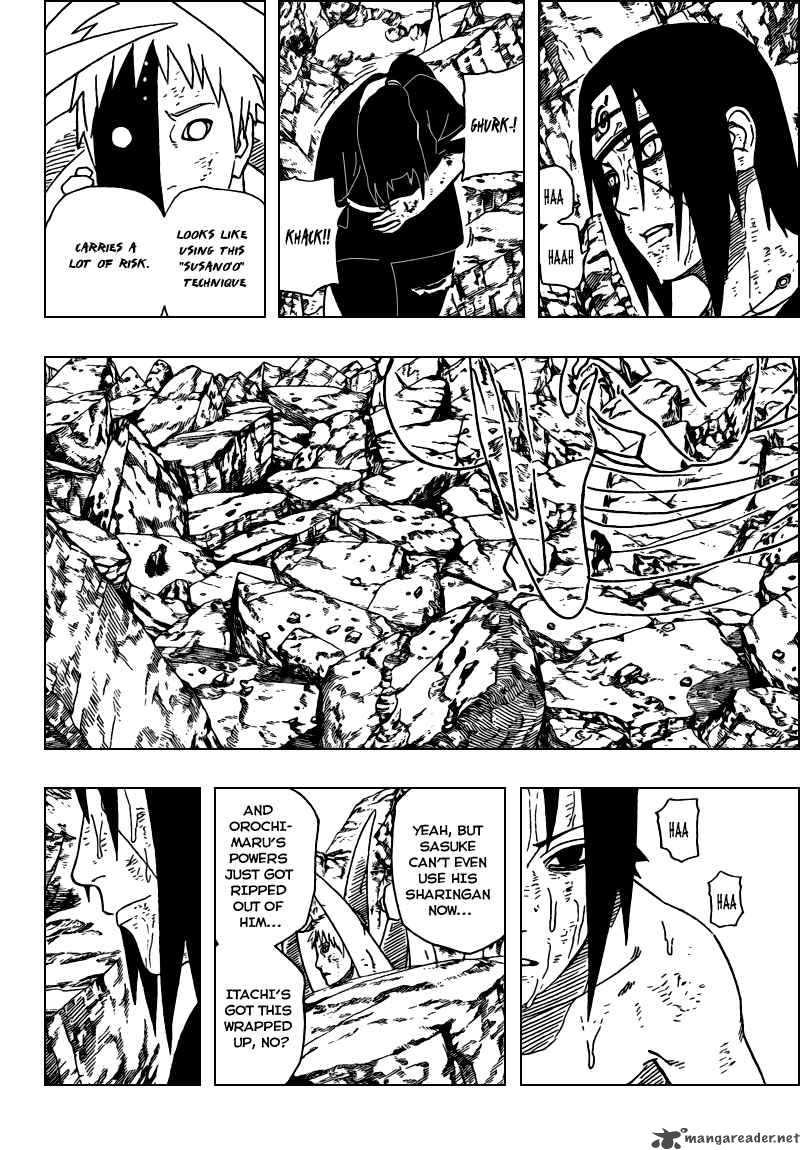 HAA
HAAH
GHURK-!
KHACK!!
LOOKS LIKE
USING THIS
"SUSANO'O"
TECHNIQUE
CARRIES A
LOT OF RISK.
HAA
HAA
YEAH, BUT
SASUKE
CAN'T EVEN
USE HIS
SHARINGAN
NOW...
AND
OROCHI-
MARU'S
POWERS
JUST GOT
RIPPED
OUT OF
HIM...
ITACHI'S
GOT THIS
WRAPPED
UP, NO?
mangareader.net